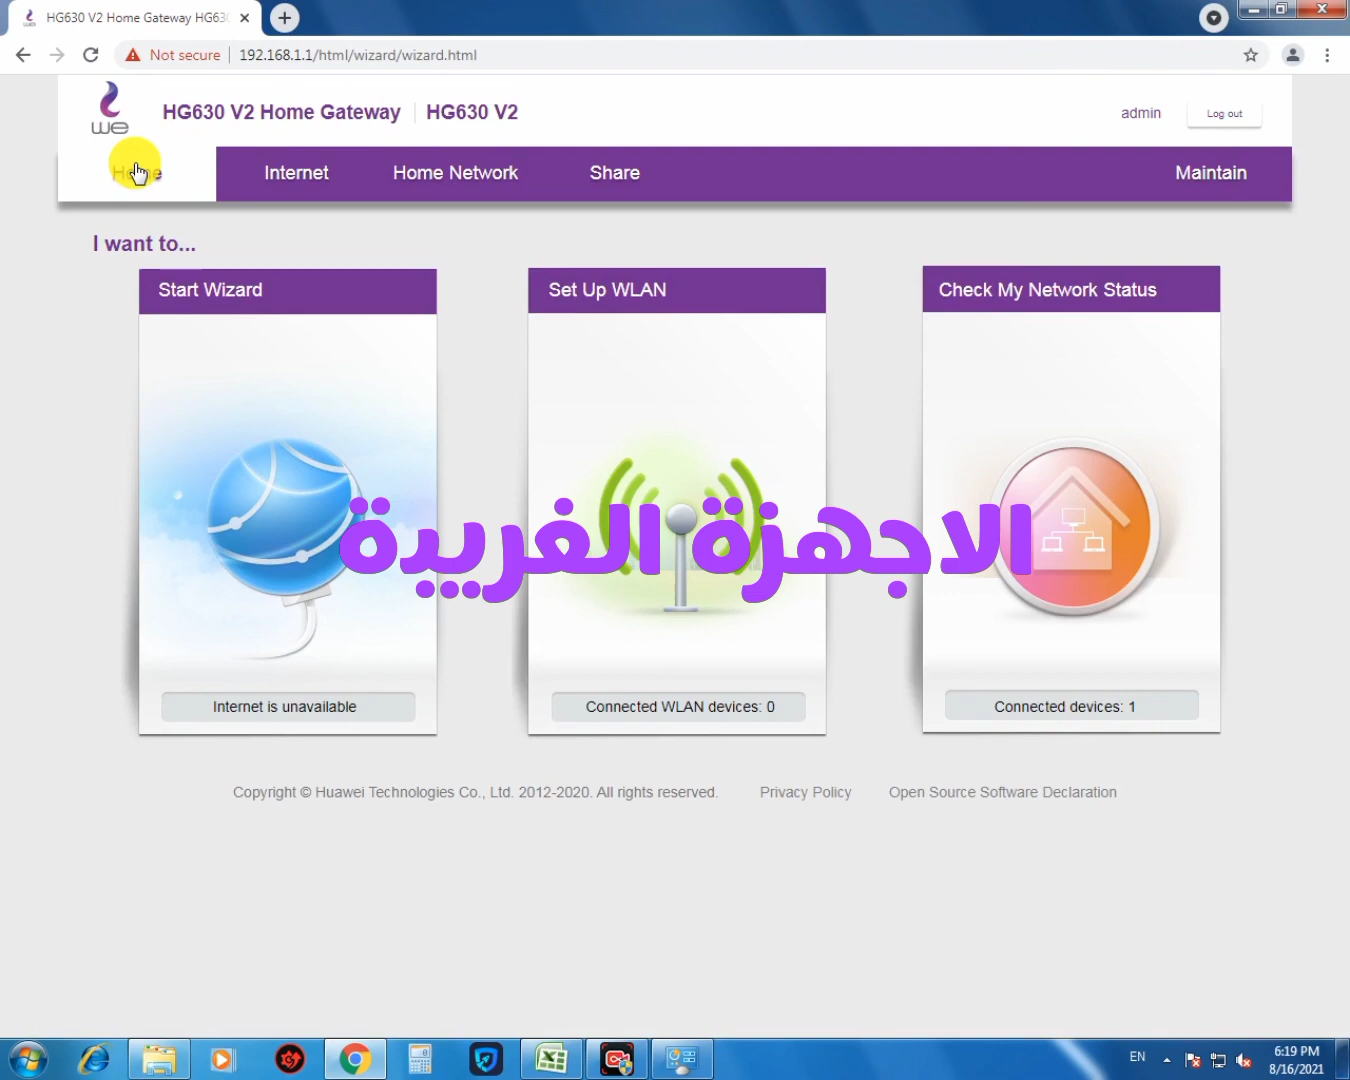 HG630 V2 Home Gateway HG63
Not secure
192.168.1.1/html/wizard/wizard.html
we
HG630 V2 Home Gateway
HG630 V2
admin
Log out
Home
Internet
Home Network
Share
Maintain
I want to...
Start Wizard
Set Up WLAN
Check My Network Status
الاجهزة الغريبة
Internet is unavailable
Connected WLAN devices: 0
Connected devices: 1
Copyright © Huawei Technologies Co., Ltd. 2012-2020. All rights reserved.
Privacy Policy
Open Source Software Declaration
EN
6:19 PM
8/16/2021